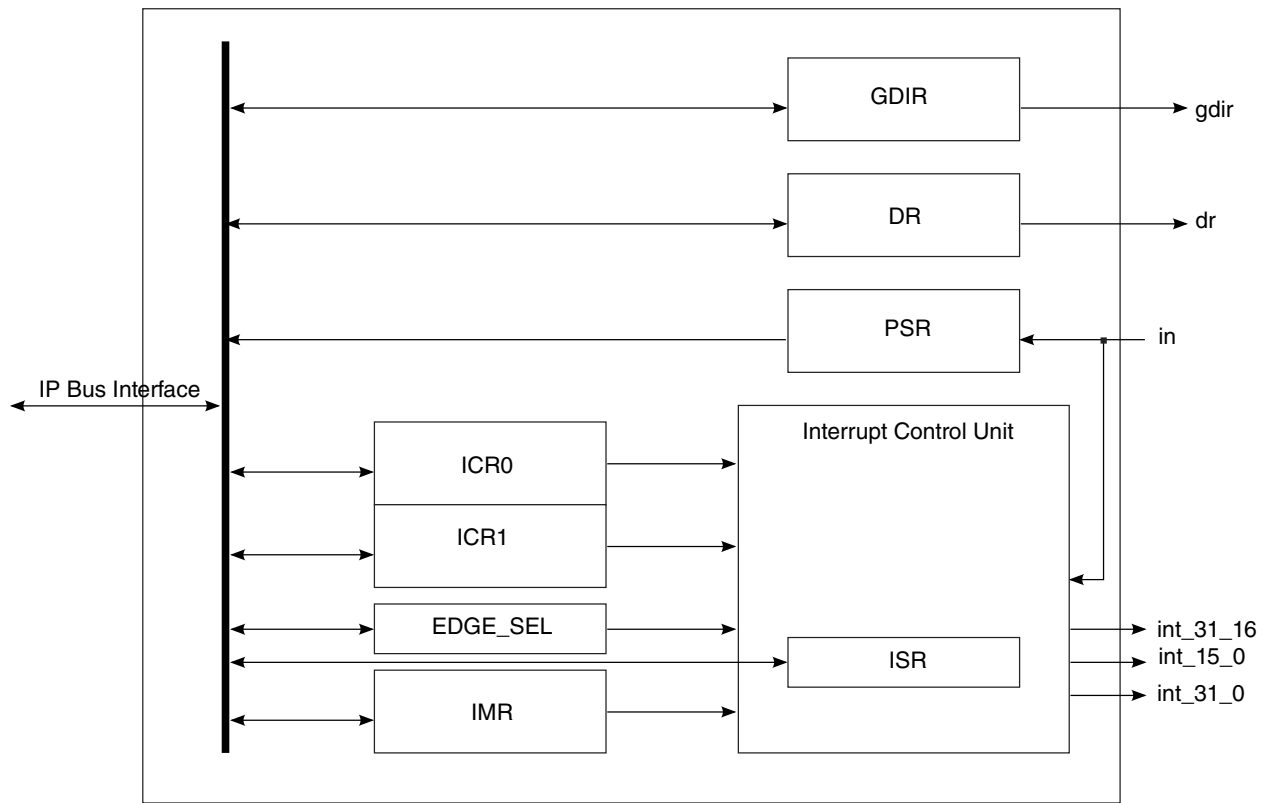 GDIR
gdir
DR
dr
PSR
in
IP Bus Interface
Interrupt Control Unit
ICR0
ICR1
EDGE_SEL
int_31_16
ISR
int_15_0
int_31_0
IMR